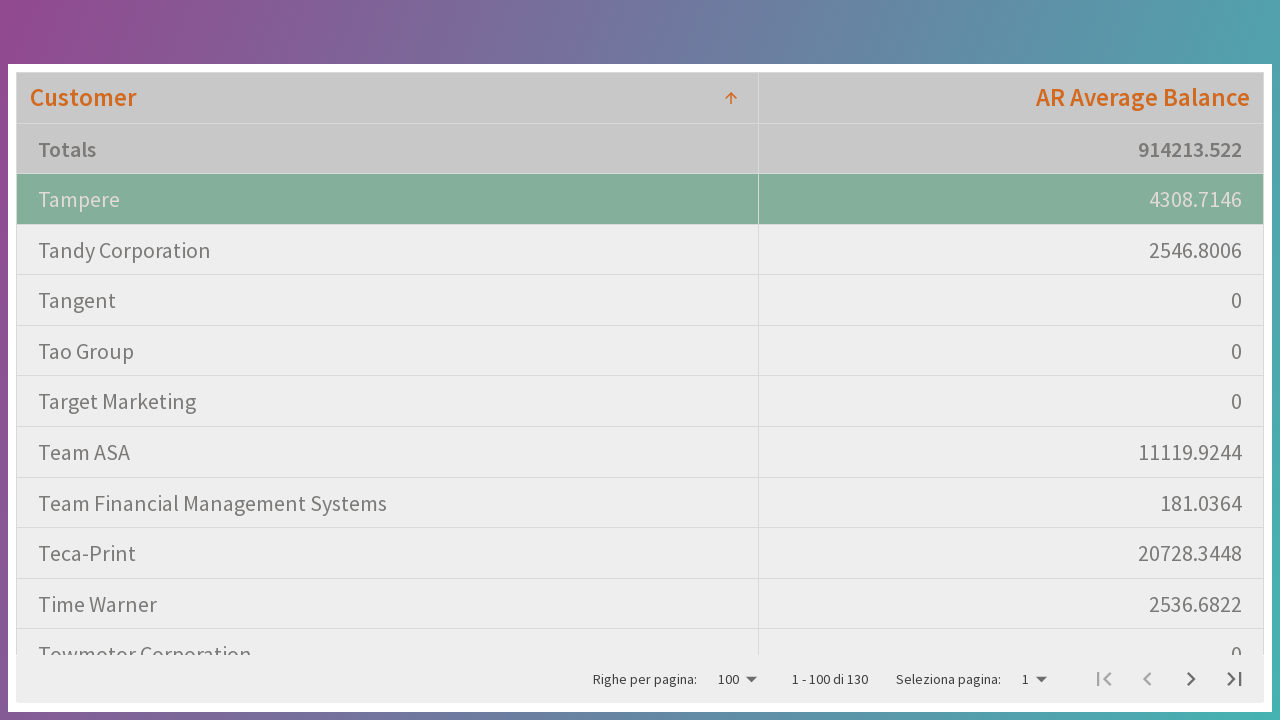 Customer AR Average Balance
Totals 914213.522
Tampere 4308.7146
Tandy Corporation 2546.8006
Tangent 0
Tao Group 0
Target Marketing 0
Team ASA 11119.9244
Team Financial Management Systems 181.0364
Teca-Print 20728.3448
Time Warner 2536.6822
Towmotor Corporation 0
Righe per pagina: 100 1 - 100 di 130 Seleziona pagina: 1